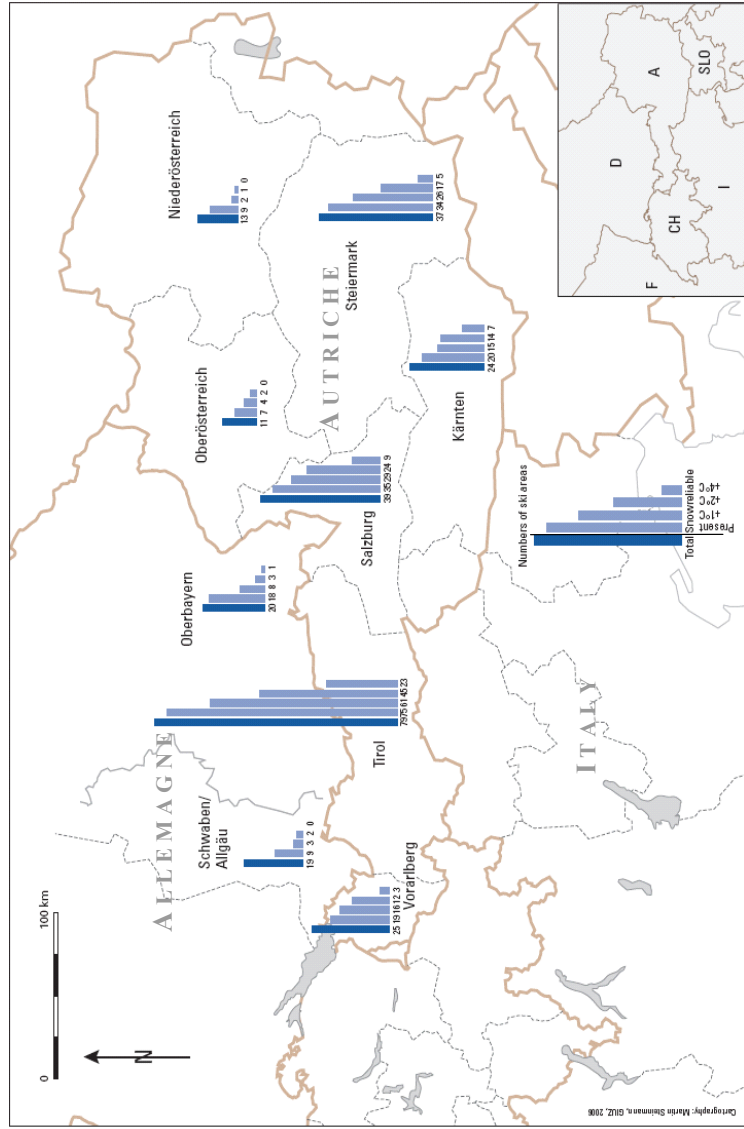 0 100 km
N
ALLEMAGNE
Schwaben/
Allgäu
19 9 3 2 0
Oberbayern
20 18 8 3 1
Oberösterreich
11 7 4 2 0
Niederösterreich
13 9 2 1 0
Vorarlberg
25 19 16 12 3
Tirol
79 75 61 45 23
Salzburg
39 35 29 24 9
AUTRICHE
Steiermark
37 34 26 17 5
Kärnten
24 20 15 14 7
ITALY
Numbers of ski areas
Total Snowreliable
Present
+1°C
+2°C
+4°C
F
D
CH
A
I
SLO
Cartography: Martin Steinmann, GIUZ, 2006